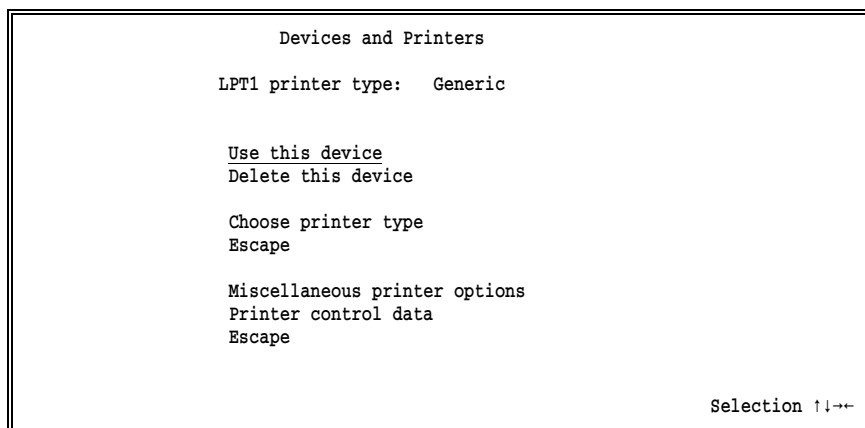 Devices and Printers
LPT1 printer type: Generic
Use this device
Delete this device
Choose printer type
Escape
Miscellaneous printer options
Printer control data
Escape
Selection ↑↓→←